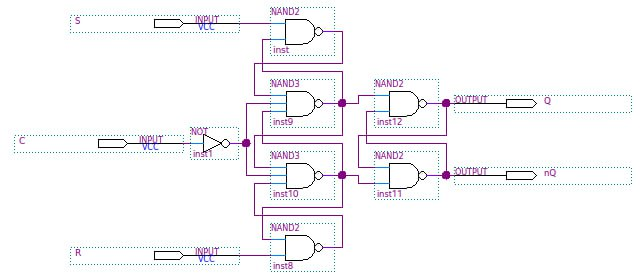 S INPUT
VCC
NAND2
inst
NAND3
inst9
NAND2
inst12
OUTPUT Q
C INPUT
VCC
NOT
inst1
NAND3
inst10
NAND2
inst11
OUTPUT nQ
R INPUT
VCC
NAND2
inst8